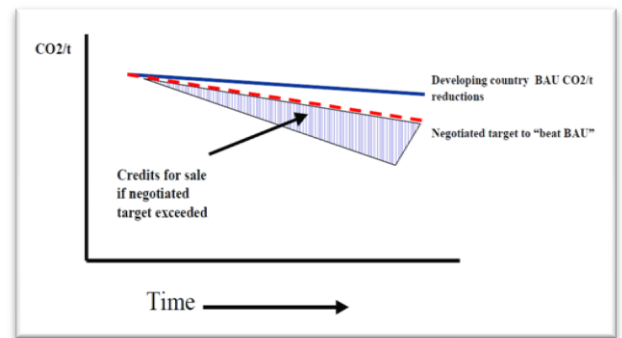 CO2/t
Developing country BAU CO2/t
reductions
Negotiated target to “beat BAU”
Credits for sale
if negotiated
target exceeded
Time